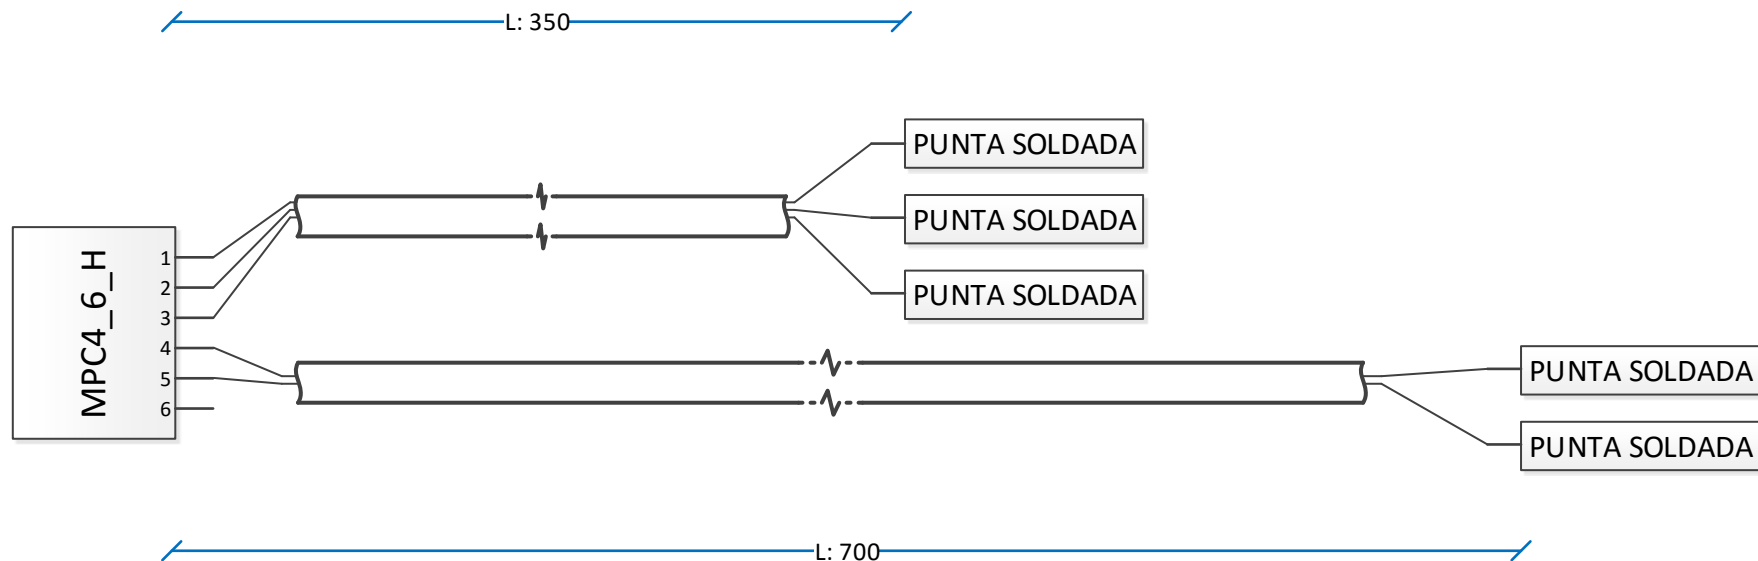 L: 350
PUNTA SOLDADA
PUNTA SOLDADA
PUNTA SOLDADA
MPC4_6_H
1
2
3
4
5
6
PUNTA SOLDADA
PUNTA SOLDADA
L: 700